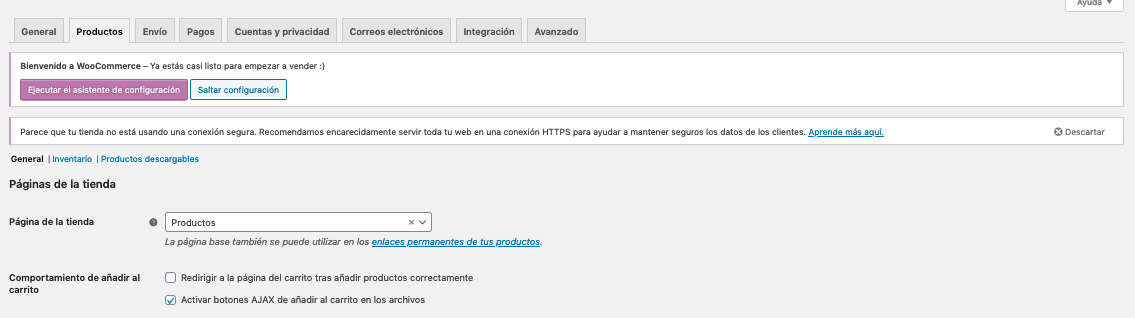 Ayuda ▼
General Productos Envío Pagos Cuentas y privacidad Correos electrónicos Integración Avanzado
Bienvenido a WooCommerce – Ya estás casi listo para empezar a vender :)
Ejecutar el asistente de configuración Saltar configuración
Parece que tu tienda no está usando una conexión segura. Recomendamos encarecidamente servir toda tu web en una conexión HTTPS para ayudar a mantener seguros los datos de los clientes. Aprende más aquí. Descartar
General | Inventario | Productos descargables
Páginas de la tienda
Página de la tienda ? Productos ×
La página base también se puede utilizar en los enlaces permanentes de tus productos.
Comportamiento de añadir al carrito
Redirigir a la página del carrito tras añadir productos correctamente
Activar botones AJAX de añadir al carrito en los archivos